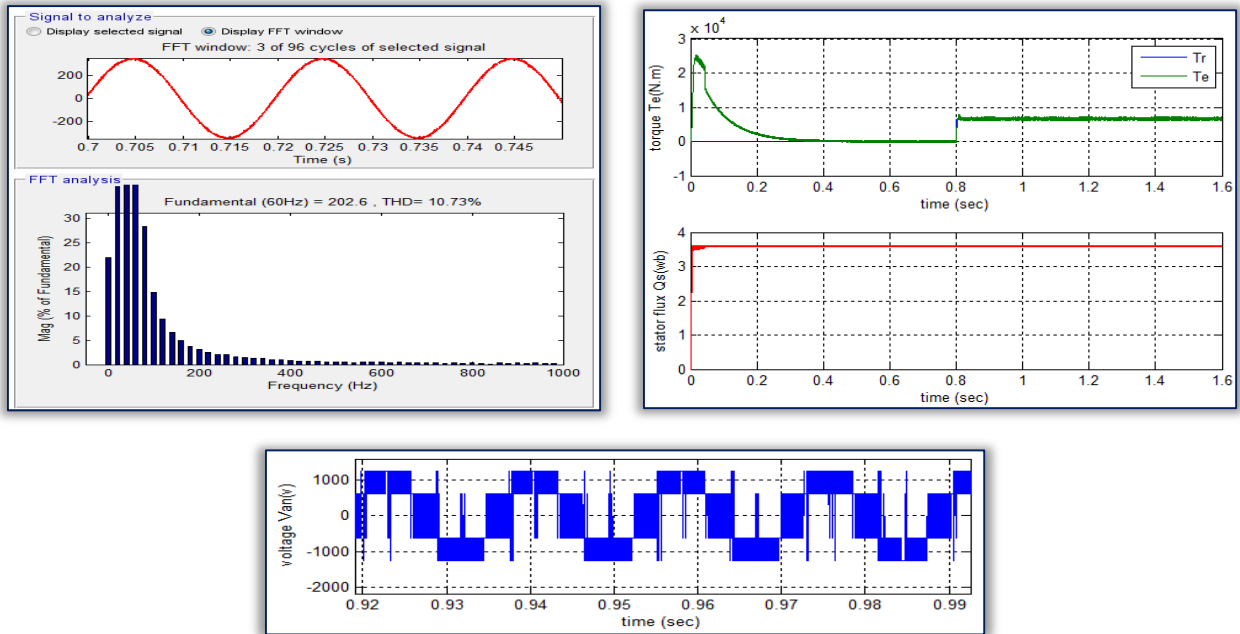 Signal to analyze
Display selected signal Display FFT window
FFT window: 3 of 96 cycles of selected signal
200
0
-200
0.7 0.705 0.71 0.715 0.72 0.725 0.73 0.735 0.74 0.745
Time (s)
FFT analysis
Fundamental (60Hz) = 202.6 , THD= 10.73%
Mag (% of Fundamental)
30
25
20
15
10
5
0
0 200 400 600 800 1000
Frequency (Hz)
x 10^4
torque Te(N.m)
3
2
1
0
-1
Tr
Te
0 0.2 0.4 0.6 0.8 1 1.2 1.4 1.6
time (sec)
stator flux Qs(wb)
4
3
2
1
0
0 0.2 0.4 0.6 0.8 1 1.2 1.4 1.6
time (sec)
voltage Van(v)
1000
0
-1000
-2000
0.92 0.93 0.94 0.95 0.96 0.97 0.98 0.99
time (sec)